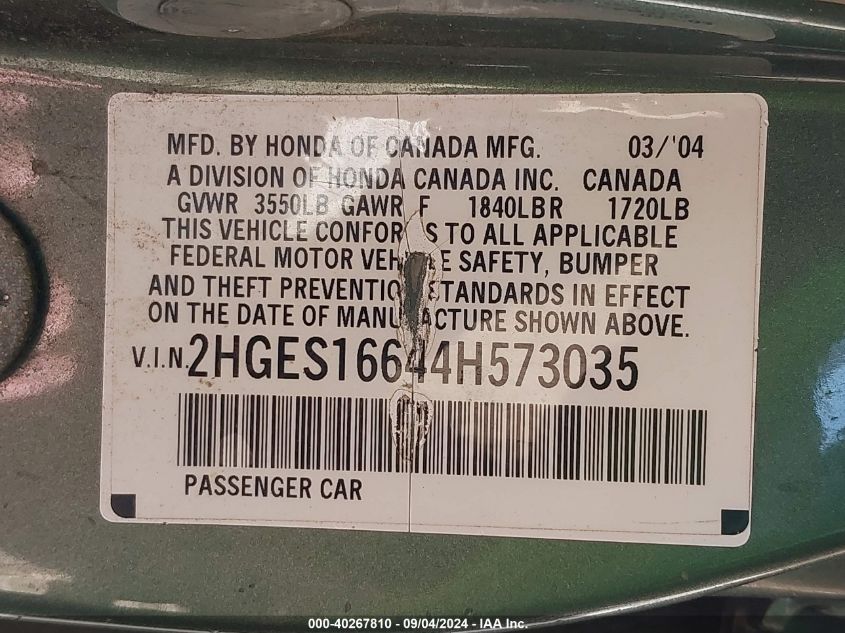 MFD. BY HONDA OF CANADA MFG. 03/'04
A DIVISION OF HONDA CANADA INC. CANADA
GVWR 3550LB GAWR F 1840LBR 1720LB
THIS VEHICLE CONFORMS TO ALL APPLICABLE
FEDERAL MOTOR VEHICLE SAFETY, BUMPER
AND THEFT PREVENTION STANDARDS IN EFFECT
ON THE DATE OF MANUFACTURE SHOWN ABOVE.
V.I.N. 2HGES16644H573035
PASSENGER CAR
000-40267810 - 09/04/2024 - IAA Inc.